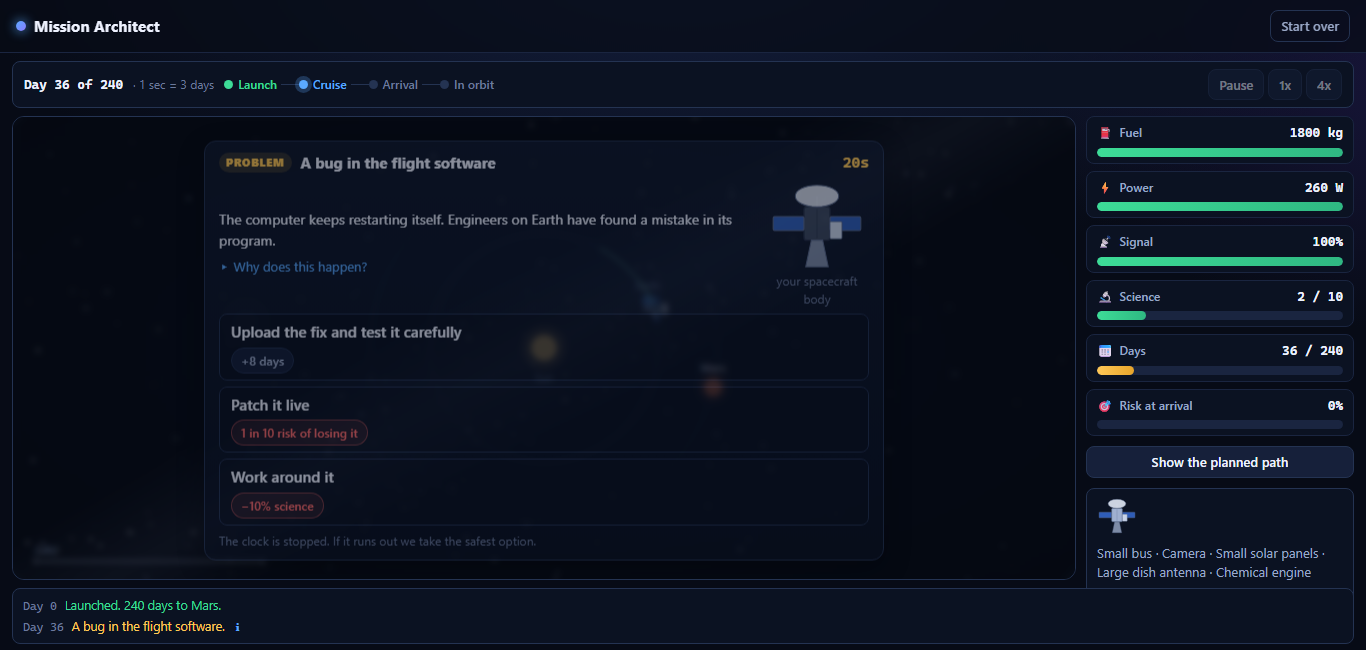 Mission Architect
Start over
Day 36 of 240 · 1 sec = 3 days Launch Cruise Arrival In orbit
Pause 1x 4x
PROBLEM A bug in the flight software 20s
The computer keeps restarting itself. Engineers on Earth have found a mistake in its
program.
Why does this happen?
your spacecraft
body
Upload the fix and test it carefully
+8 days
Patch it live
1 in 10 risk of losing it
Work around it
−10% science
The clock is stopped. If it runs out we take the safest option.
Fuel 1800 kg
Power 260 W
Signal 100%
Science 2 / 10
Days 36 / 240
Risk at arrival 0%
Show the planned path
Small bus · Camera · Small solar panels ·
Large dish antenna · Chemical engine
Day 0 Launched. 240 days to Mars.
Day 36 A bug in the flight software. i